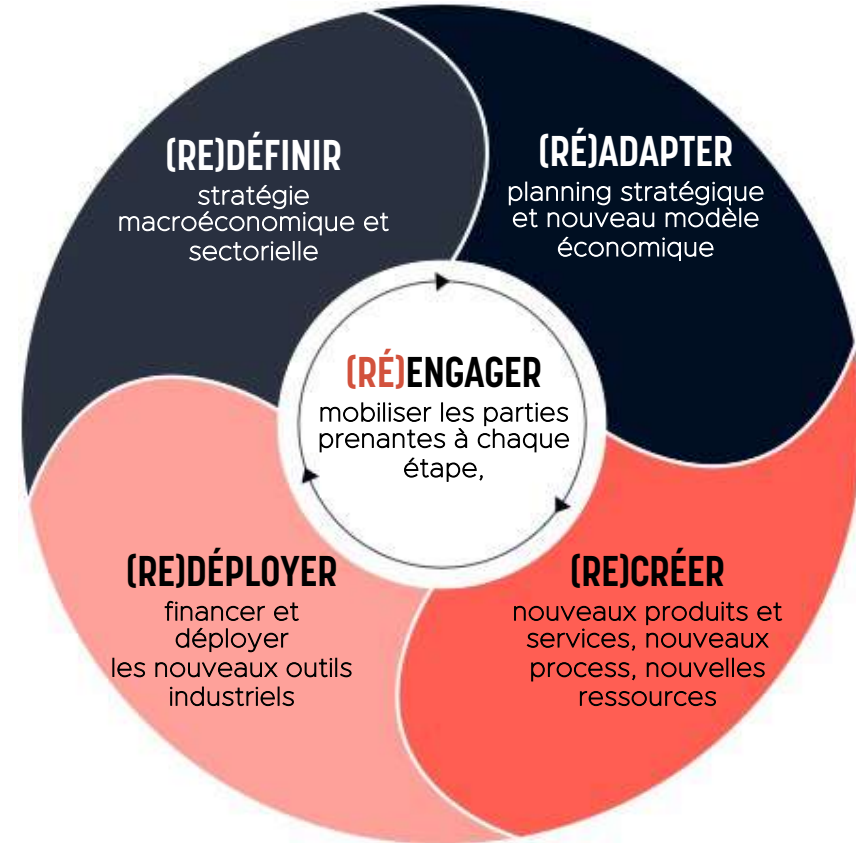 (RE)DÉFINIR
stratégie
macroéconomique et
sectorielle
(RÉ)ADAPTER
planning stratégique
et nouveau modèle
économique
(RÉ)ENGAGER
mobiliser les parties
prenantes à chaque
étape,
(RE)DÉPLOYER
financer et
déployer
les nouveaux outils
industriels
(RE)CRÉER
nouveaux produits et
services, nouveaux
process, nouvelles
ressources